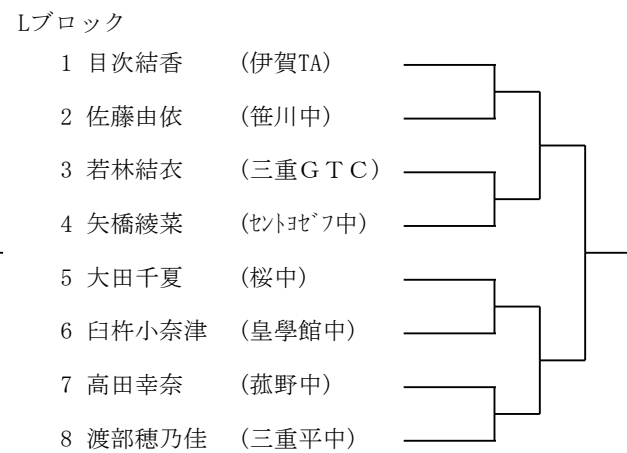 Lブロック
1 目次結香 (伊賀TA)
2 佐藤由依 (笹川中)
3 若林結衣 (三重ＧＴＣ)
4 矢橋綾菜 (ｾﾝﾄﾖｾﾞﾌ中)
5 大田千夏 (桜中)
6 臼杵小奈津 (皇學館中)
7 高田幸奈 (菰野中)
8 渡部穂乃佳 (三重平中)